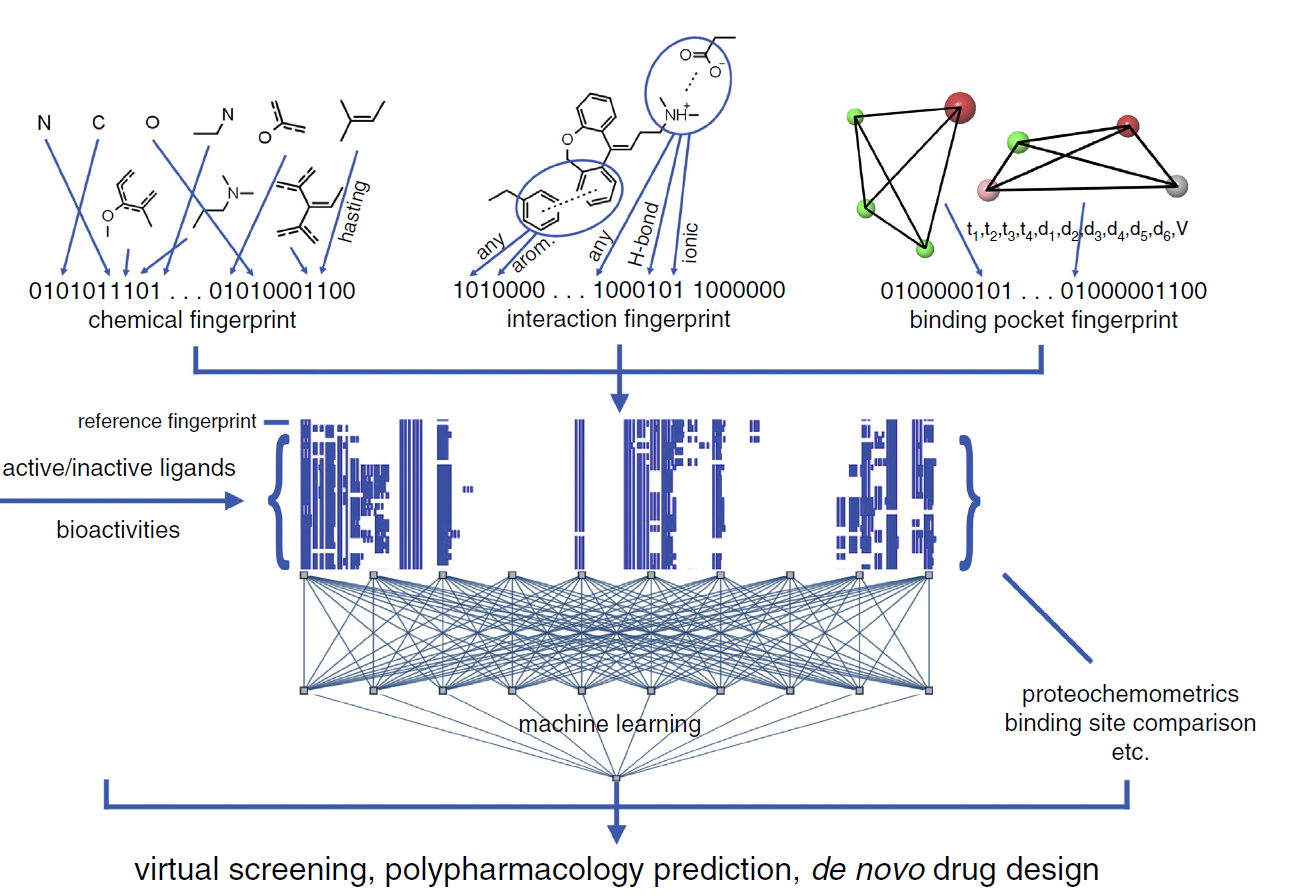 N C O N O
O N
hasting
0101011101 . . . 01010001100
chemical fingerprint
O
O⁻
NH⁺
O
any
arom.
any
H-bond
ionic
1010000 . . . 1000101 1000000
interaction fingerprint
t₁,t₂,t₃,t₄,d₁,d₂,d₃,d₄,d₅,d₆,V
0100000101 . . . 01000001100
binding pocket fingerprint
reference fingerprint
active/inactive ligands
bioactivities
machine learning
proteochemometrics
binding site comparison
etc.
virtual screening, polypharmacology prediction, de novo drug design